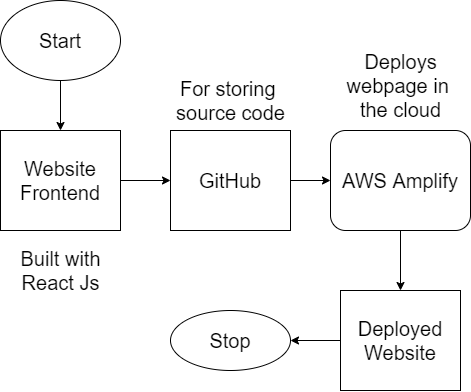 Start
Website
Frontend
Built with
React Js
For storing
source code
GitHub
Deploys
webpage in
the cloud
AWS Amplify
Deployed
Website
Stop